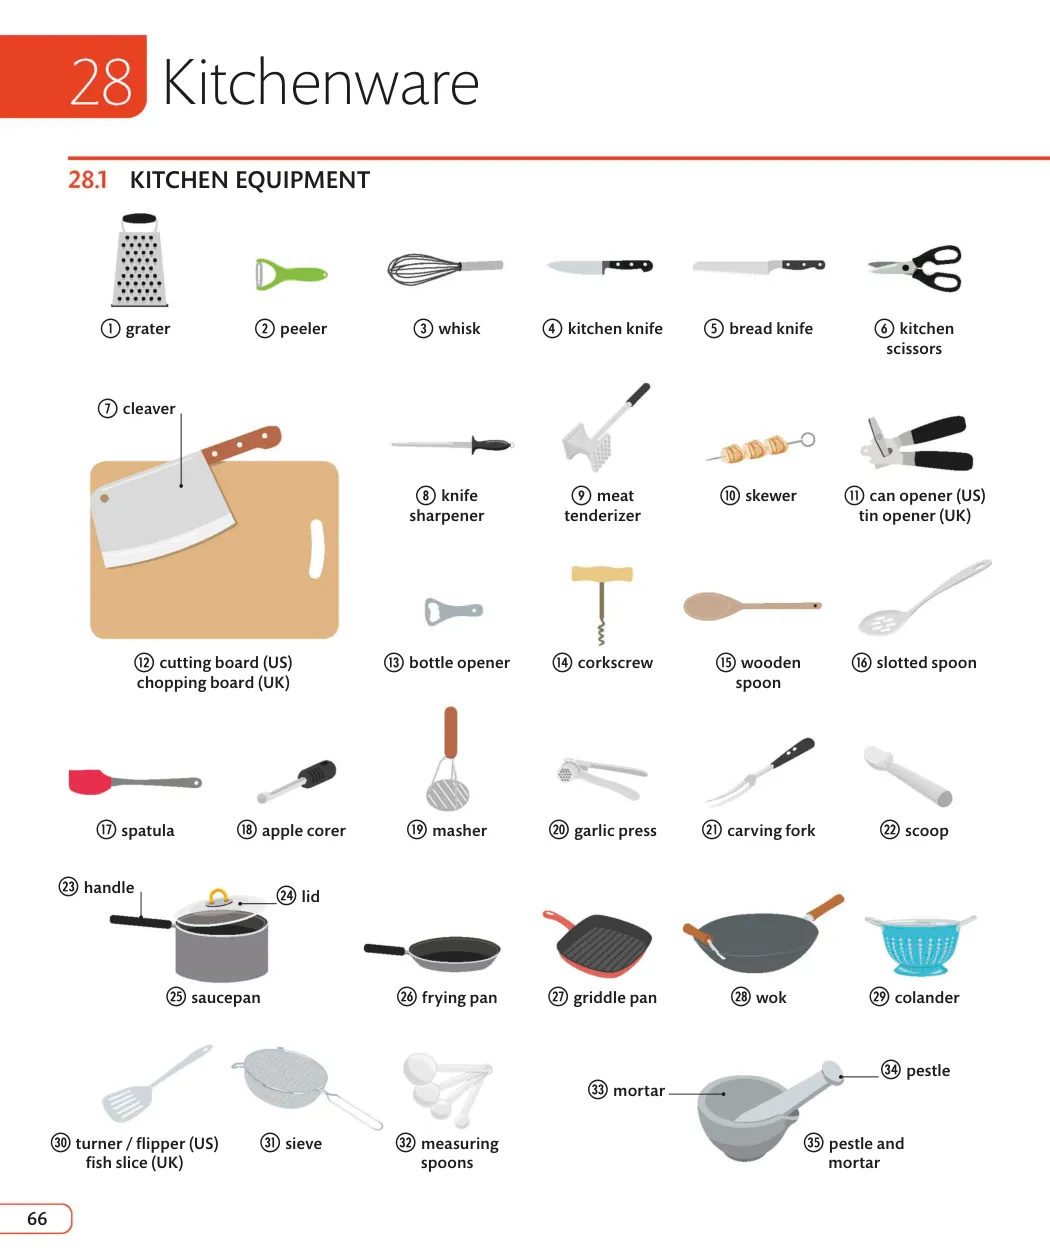 28 Kitchenware
28.1 KITCHEN EQUIPMENT
1 grater
2 peeler
3 whisk
4 kitchen knife
5 bread knife
6 kitchen
scissors
7 cleaver
8 knife
sharpener
9 meat
tenderizer
10 skewer
11 can opener (US)
tin opener (UK)
12 cutting board (US)
chopping board (UK)
13 bottle opener
14 corkscrew
15 wooden
spoon
16 slotted spoon
17 spatula
18 apple corer
19 masher
20 garlic press
21 carving fork
22 scoop
23 handle
24 lid
25 saucepan
26 frying pan
27 griddle pan
28 wok
29 colander
30 turner / flipper (US)
fish slice (UK)
31 sieve
32 measuring
spoons
33 mortar
34 pestle
35 pestle and
mortar
66